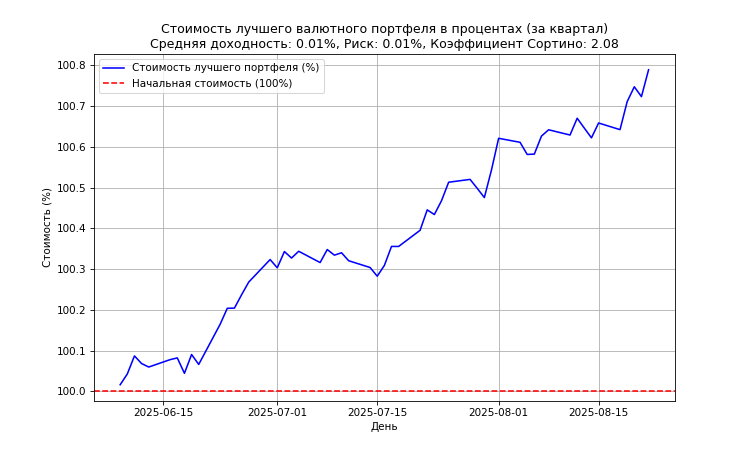 Стоимость лучшего валютного портфеля в процентах (за квартал)
Средняя доходность: 0.01%, Риск: 0.01%, Коэффициент Сортино: 2.08
Стоимость лучшего портфеля (%)
Начальная стоимость (100%)
Стоимость (%)
100.8
100.7
100.6
100.5
100.4
100.3
100.2
100.1
100.0
2025-06-15
2025-07-01
2025-07-15
2025-08-01
2025-08-15
День